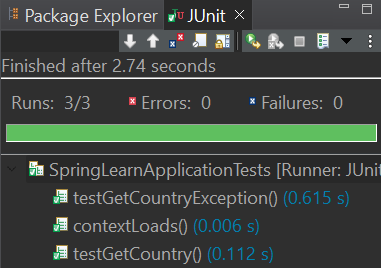 Package Explorer JUnit
Finished after 2.74 seconds
Runs: 3/3 Errors: 0 Failures: 0
SpringLearnApplicationTests [Runner: JUnit
testGetCountryException() (0.615 s)
contextLoads() (0.006 s)
testGetCountry() (0.112 s)